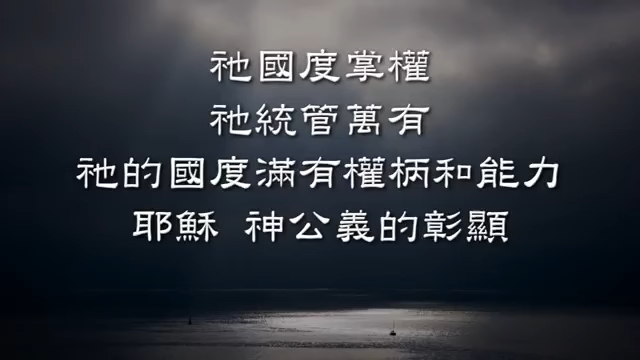 祂國度掌權
祂統管萬有
祂的國度滿有權柄和能力
耶穌 神公義的彰顯